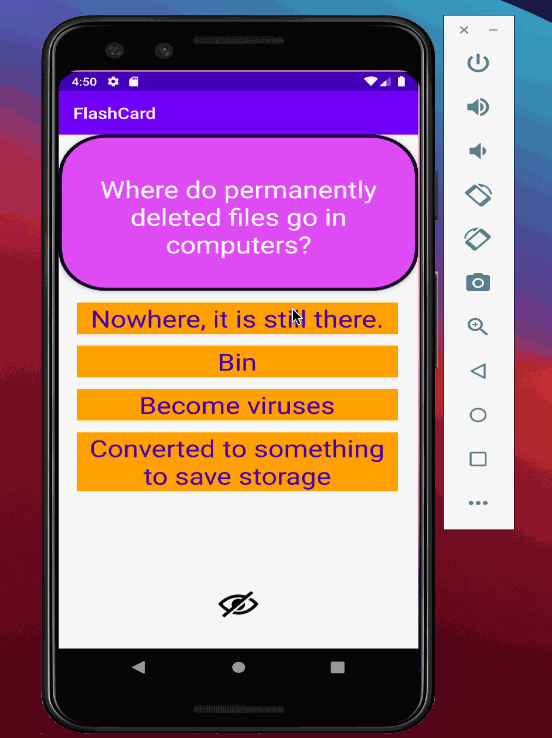 4:50
FlashCard
Where do permanently
deleted files go in
computers?
Nowhere, it is still there.
Bin
Become viruses
Converted to something
to save storage